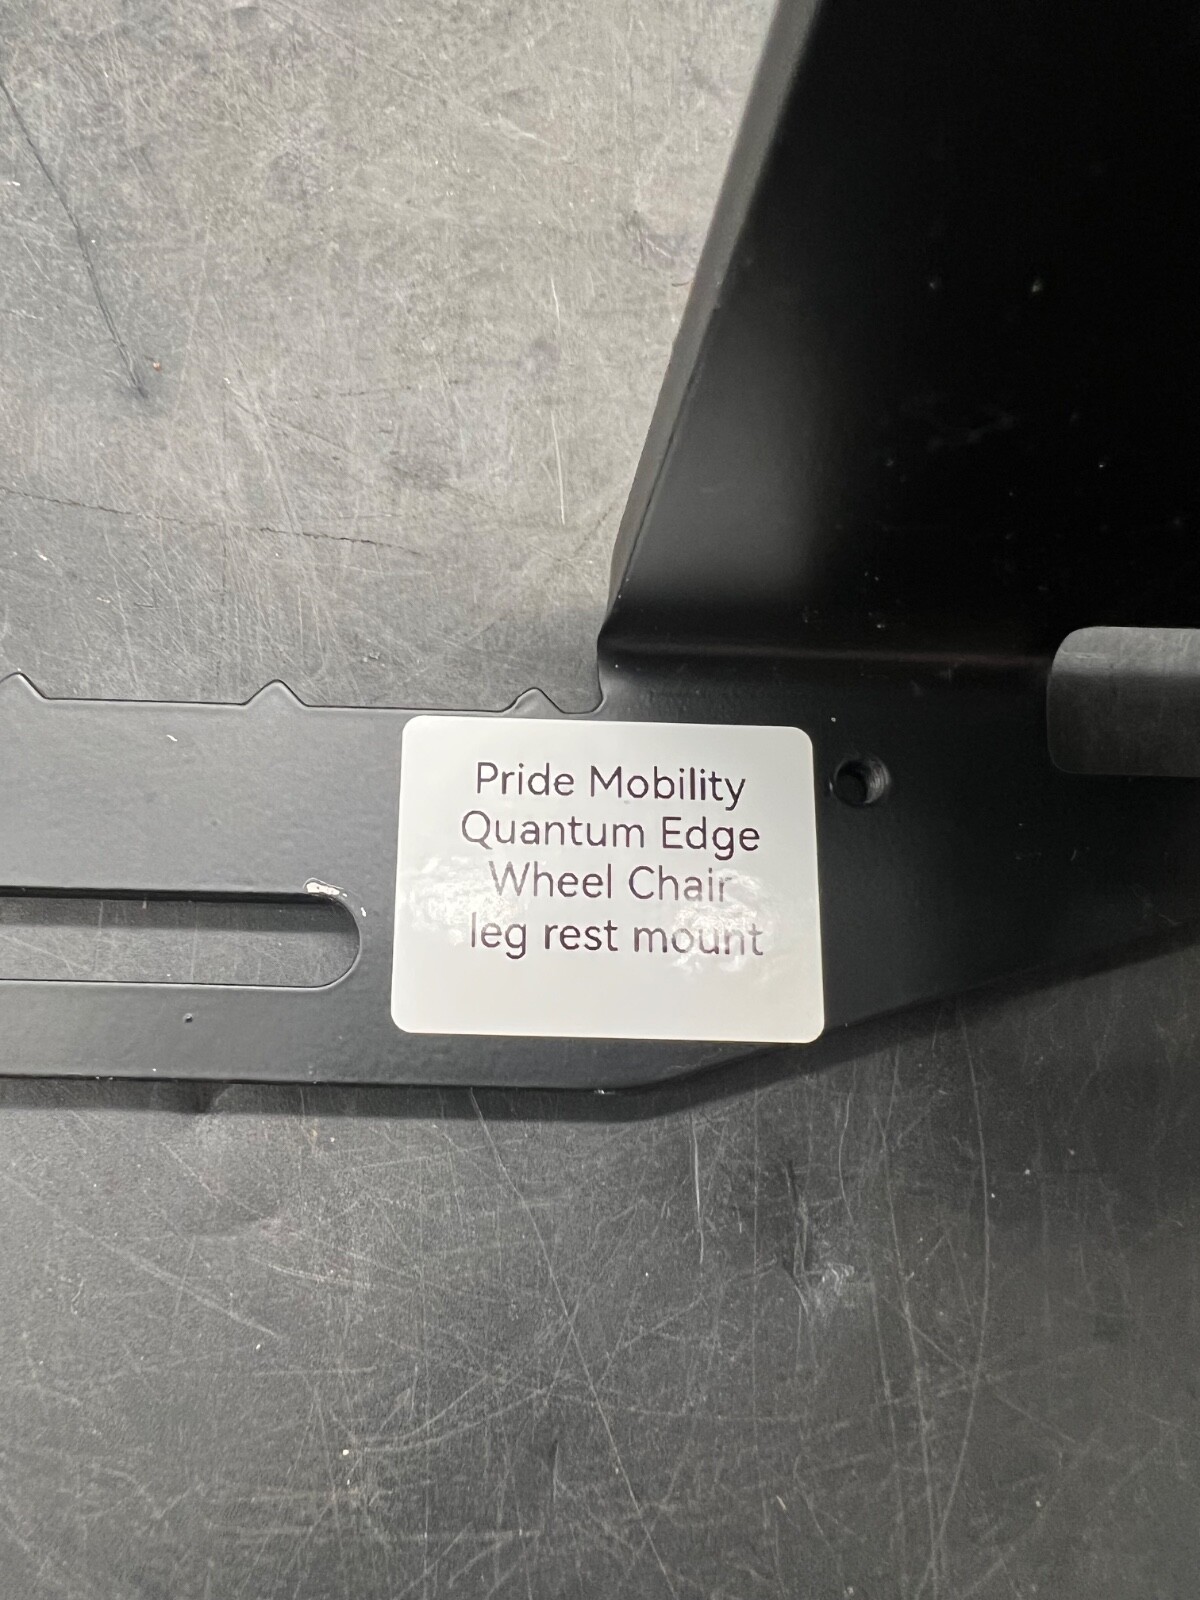 Pride Mobility
Quantum Edge
Wheel Chair
leg rest mount